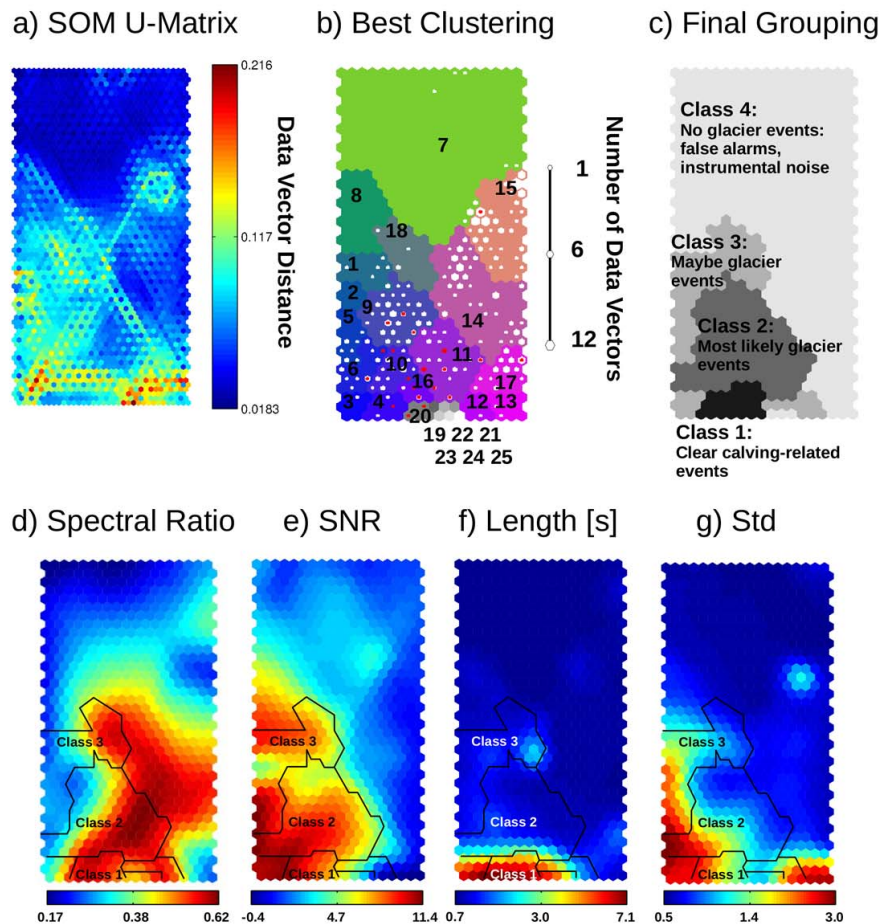 a) SOM U-Matrix
b) Best Clustering
c) Final Grouping
0.216
0.117
0.0183
Data Vector Distance
7
8
15
18
1
2
9
5
14
10
11
6
16
17
3
4
12
13
20
19 22 21
23 24 25
1
6
12
Number of Data Vectors
Class 4:
No glacier events:
false alarms,
instrumental noise
Class 3:
Maybe glacier
events
Class 2:
Most likely glacier
events
Class 1:
Clear calving-related
events
d) Spectral Ratio
e) SNR
f) Length [s]
g) Std
Class 3
Class 2
Class 1
0.17
0.38
0.62
Class 3
Class 2
Class 1
-0.4
4.7
11.4
Class 3
Class 2
Class 1
0.7
3.0
7.1
Class 3
Class 2
Class 1
0.5
1.4
3.0